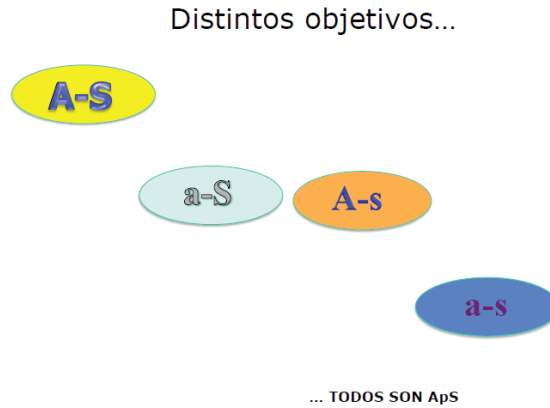 Distintos objetivos...
A-S
a-S
A-s
a-s
... TODOS SON ApS